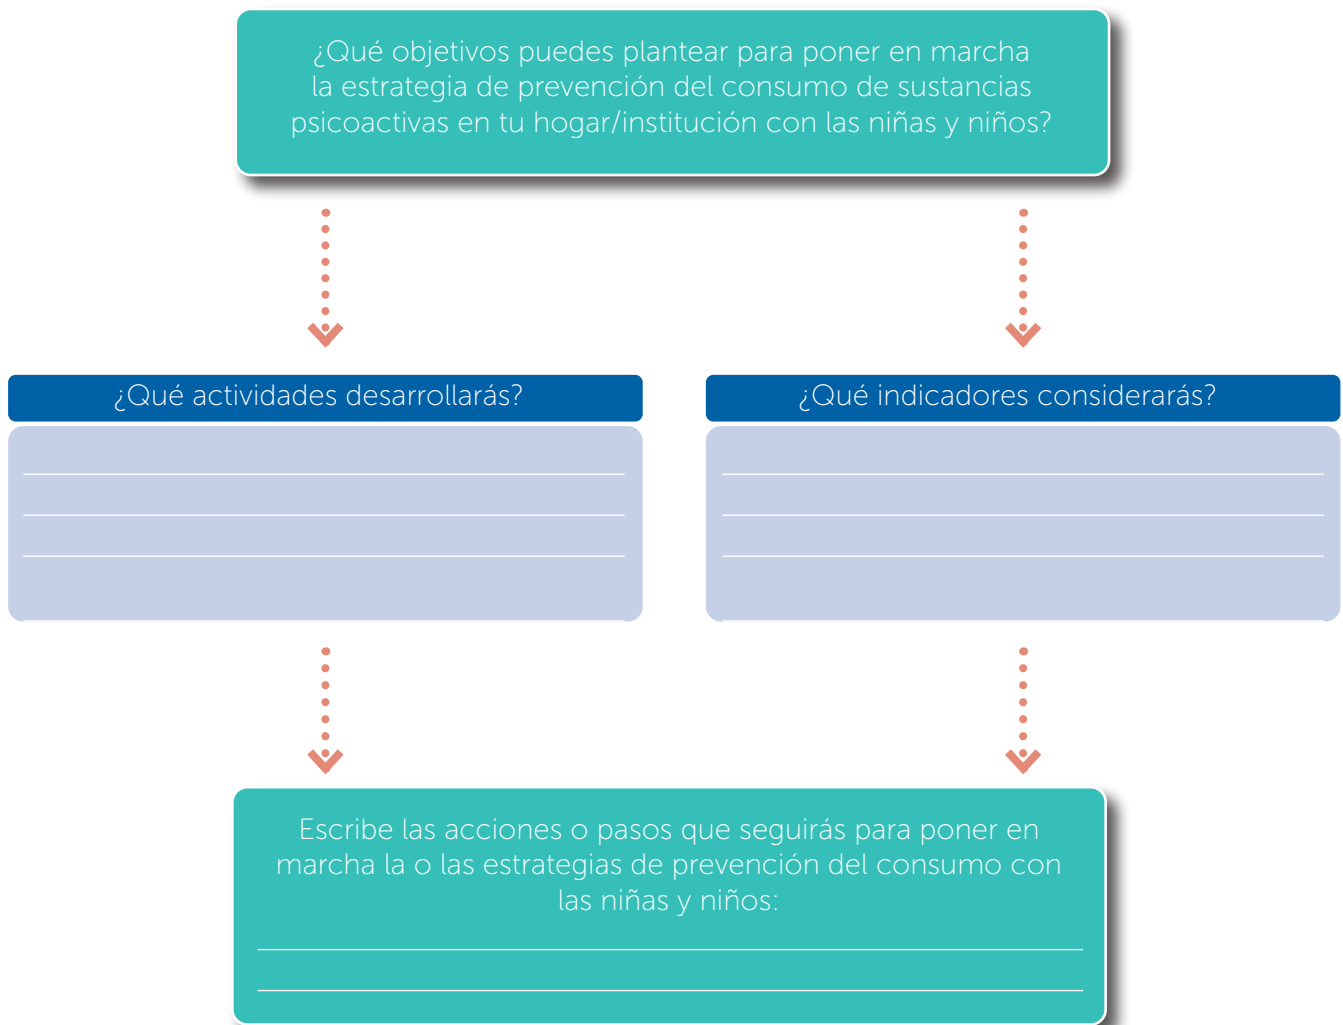 ¿Qué objetivos puedes plantear para poner en marcha
la estrategia de prevención del consumo de sustancias
psicoactivas en tu hogar/institución con las niñas y niños?
¿Qué actividades desarrollarás?
¿Qué indicadores considerarás?
Escribe las acciones o pasos que seguirás para poner en
marcha la o las estrategias de prevención del consumo con
las niñas y niños: